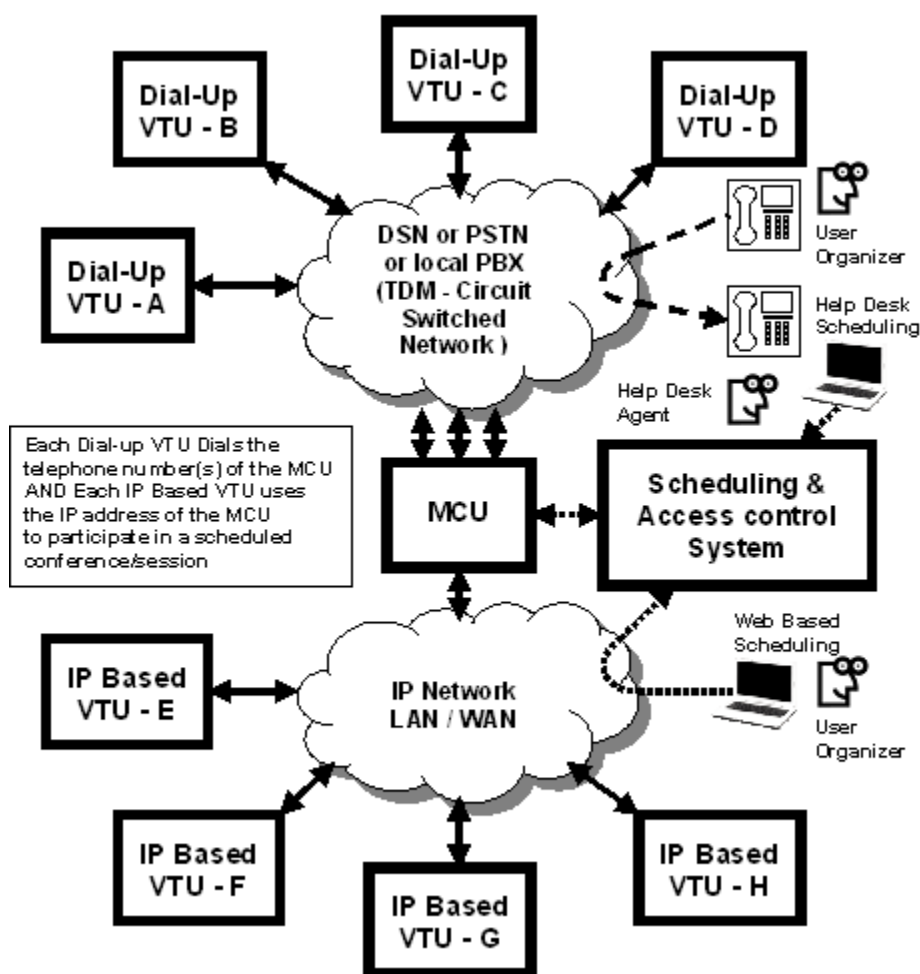 Dial-Up
VTU - C
Dial-Up
VTU - B
Dial-Up
VTU - D
User
Organizer
DSN or PSTN
or local PBX
(TDM - Circuit
Switched
Network )
Dial-Up
VTU - A
Help Desk
Scheduling
Help Desk
Agent
Each Dial-up VTU Dials the
telephone number(s) of the MCU
AND Each IP Based VTU uses
the IP address of the MCU
to participate in a scheduled
conference/session
MCU
Scheduling &
Access control
System
Web Based
Scheduling
IP Based
VTU - E
IP Network
LAN / WAN
User
Organizer
IP Based
VTU - F
IP Based
VTU - G
IP Based
VTU - H